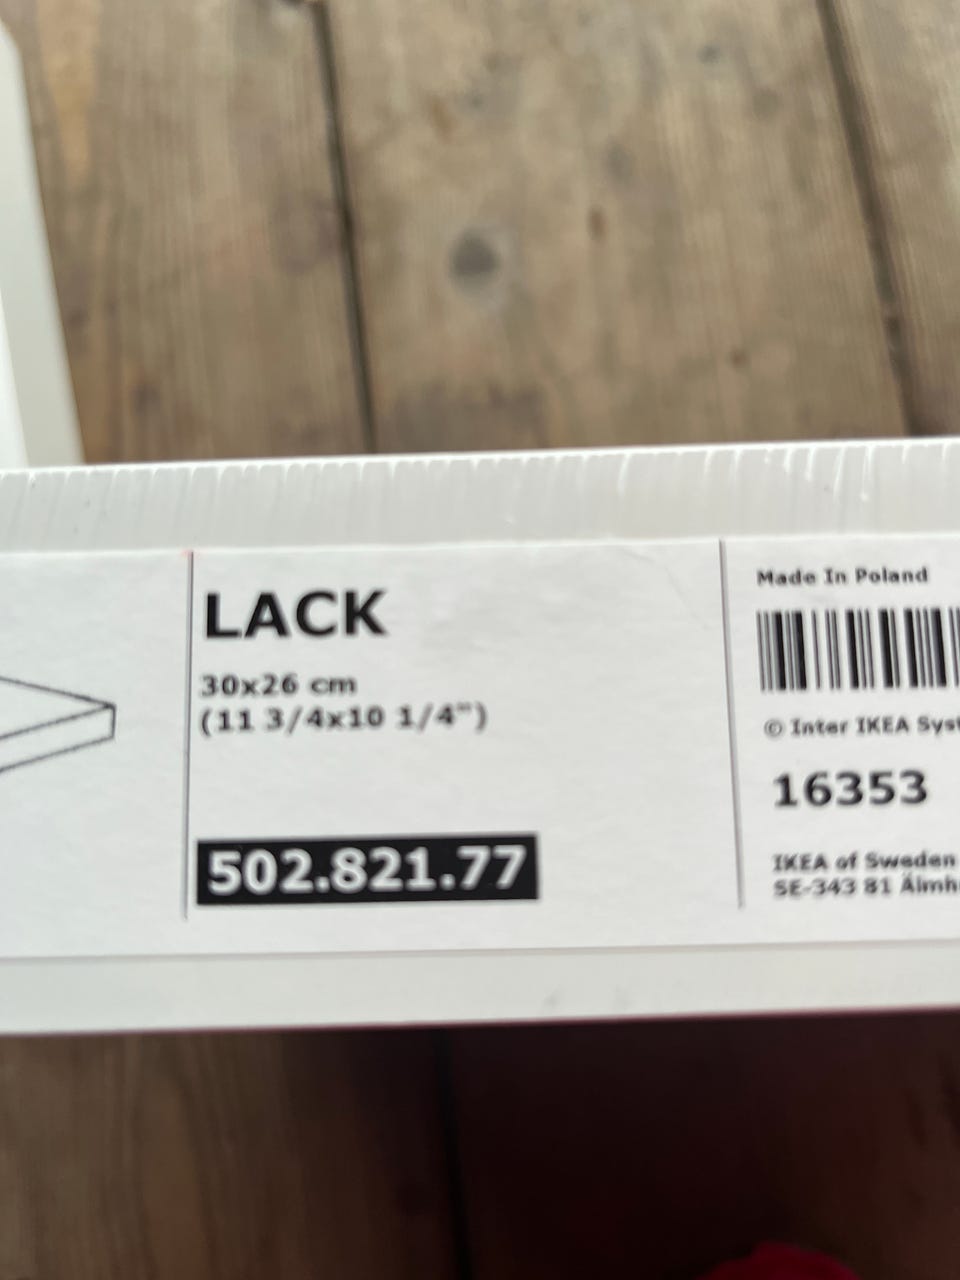 LACK
30x26 cm
(11 3/4x10 1/4")
502.821.77
Made In Poland
© Inter IKEA Syst
16353
IKEA of Sweden
SE-343 81 Älmh